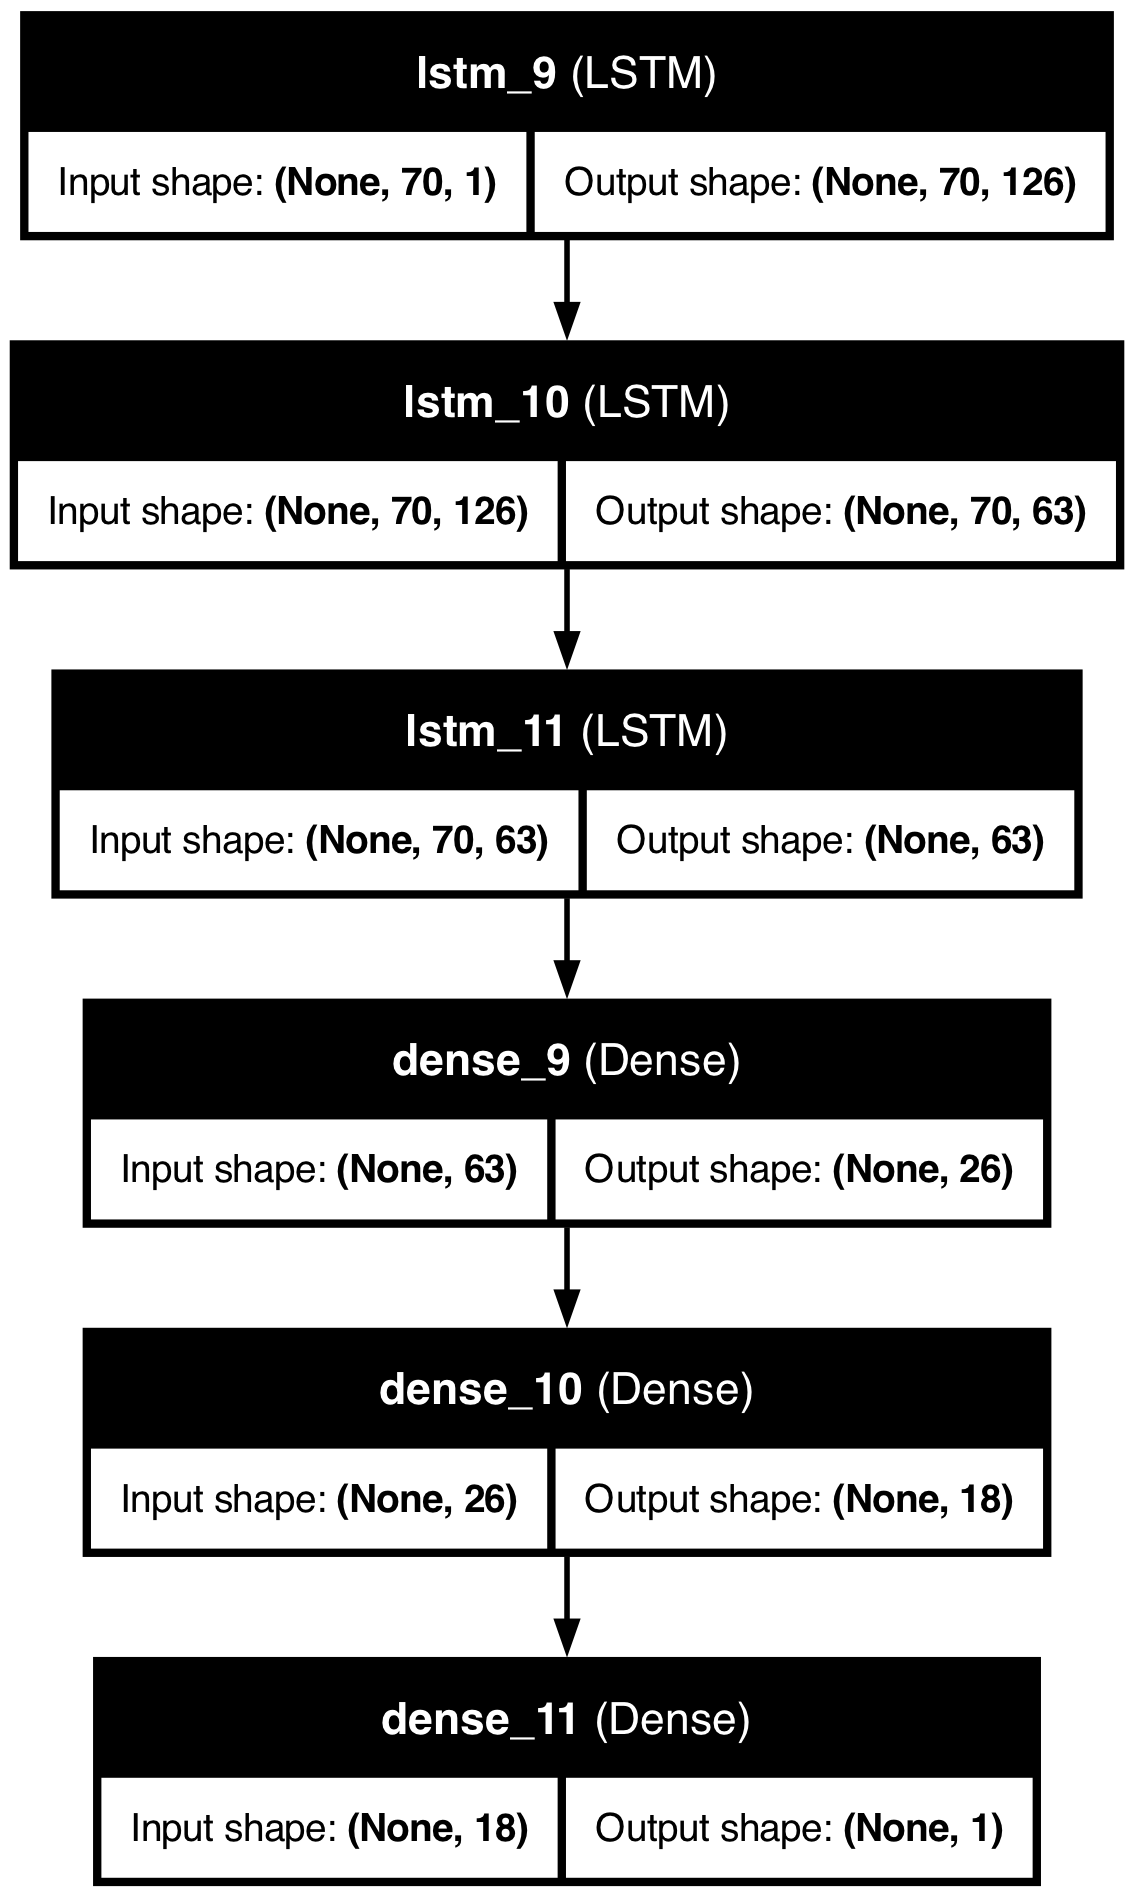 lstm_9 (LSTM)
Input shape: (None, 70, 1) Output shape: (None, 70, 126)
lstm_10 (LSTM)
Input shape: (None, 70, 126) Output shape: (None, 70, 63)
lstm_11 (LSTM)
Input shape: (None, 70, 63) Output shape: (None, 63)
dense_9 (Dense)
Input shape: (None, 63) Output shape: (None, 26)
dense_10 (Dense)
Input shape: (None, 26) Output shape: (None, 18)
dense_11 (Dense)
Input shape: (None, 18) Output shape: (None, 1)